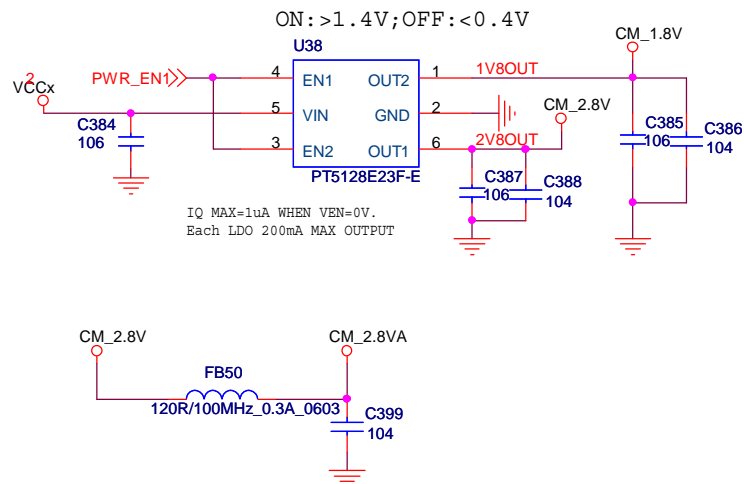 ON:>1.4V;OFF:<0.4V
CM_1.8V
U38
2
VCCx
PWR_EN1
4
EN1
OUT2
1
1V8OUT
CM_2.8V
5
VIN
GND
2
C384
106
C385
106
C386
104
3
EN2
OUT1
6
2V8OUT
PT5128E23F-E
C387
106
C388
104
IQ MAX=1uA WHEN VEN=0V.
Each LDO 200mA MAX OUTPUT
CM_2.8V
CM_2.8VA
FB50
120R/100MHz_0.3A_0603
C399
104